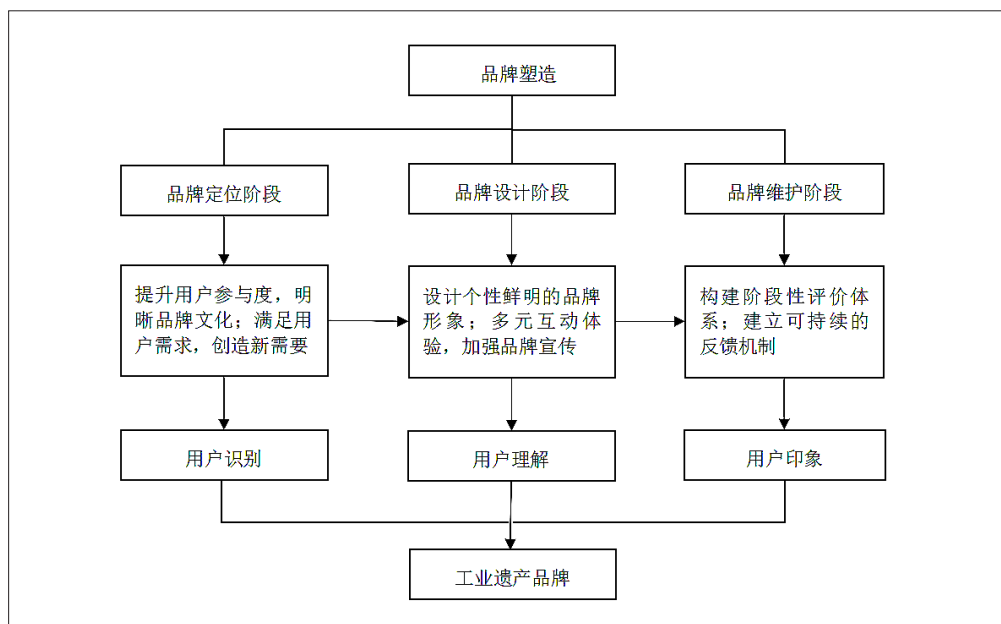 品牌塑造
品牌定位阶段
品牌设计阶段
品牌维护阶段
提升用户参与度，明
晰品牌文化；满足用
户需求，创造新需要
设计个性鲜明的品牌
形象；多元互动体
验，加强品牌宣传
构建阶段性评价体
系；建立可持续的
反馈机制
用户识别
用户理解
用户印象
工业遗产品牌